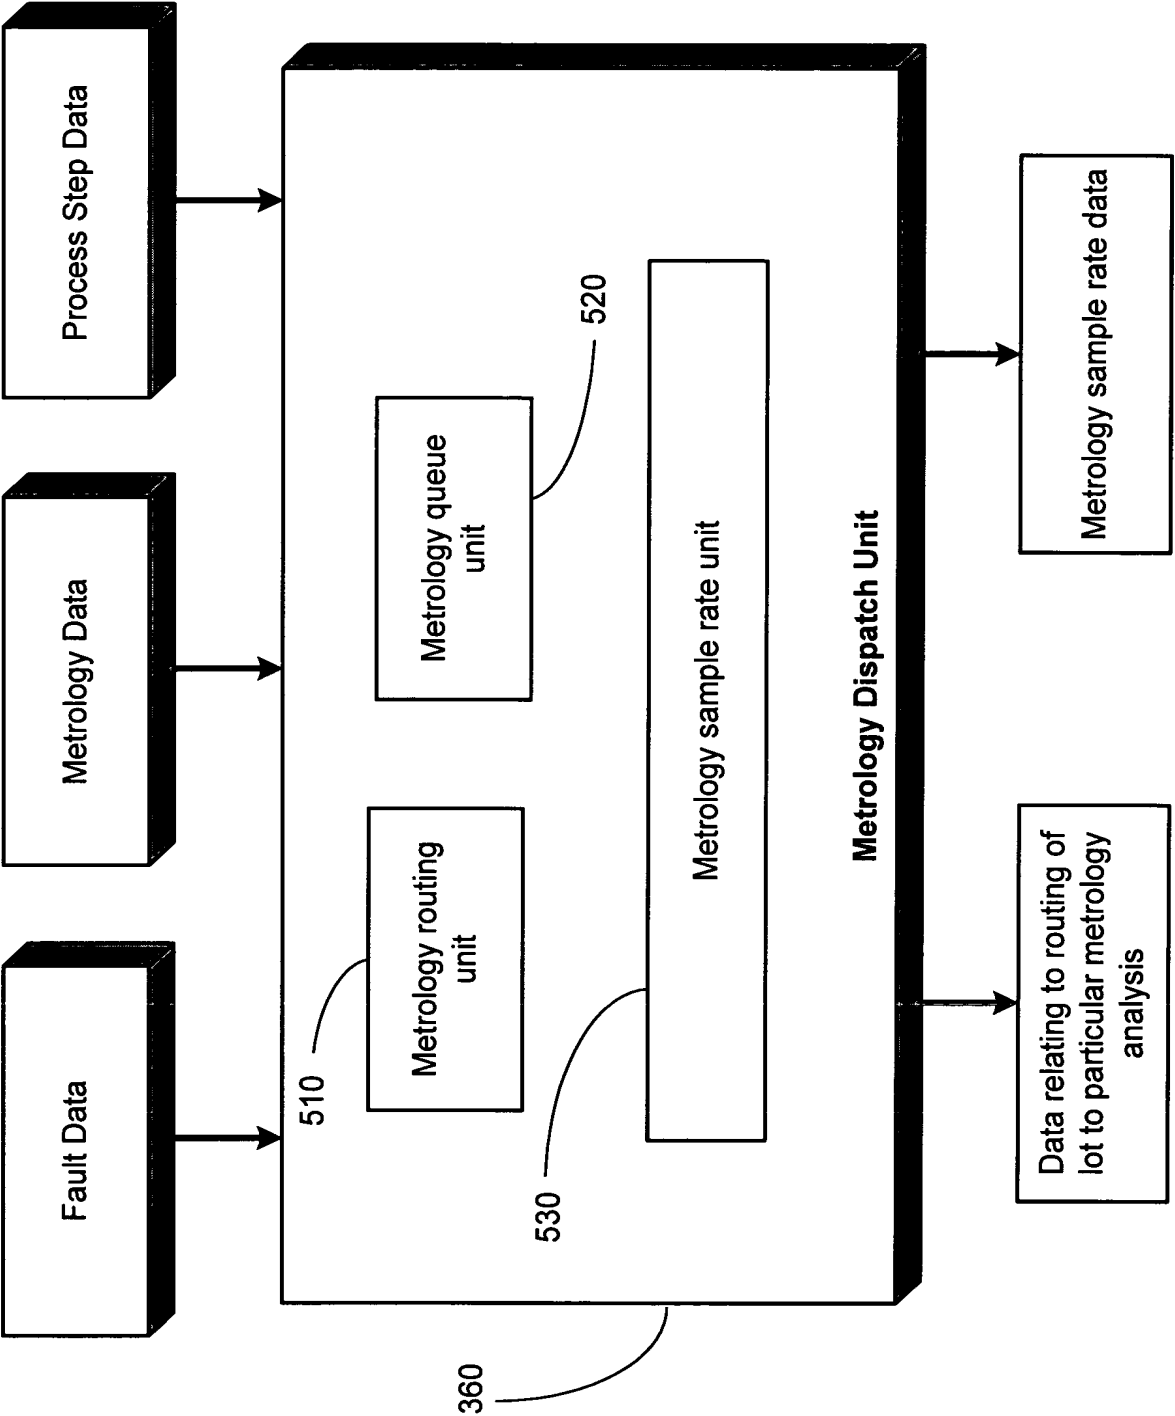 Fault Data
Metrology Data
Process Step Data
510
Metrology routing
unit
Metrology queue
unit
520
530
Metrology sample rate unit
Metrology Dispatch Unit
360
Data relating to routing of
lot to particular metrology
analysis
Metrology sample rate data